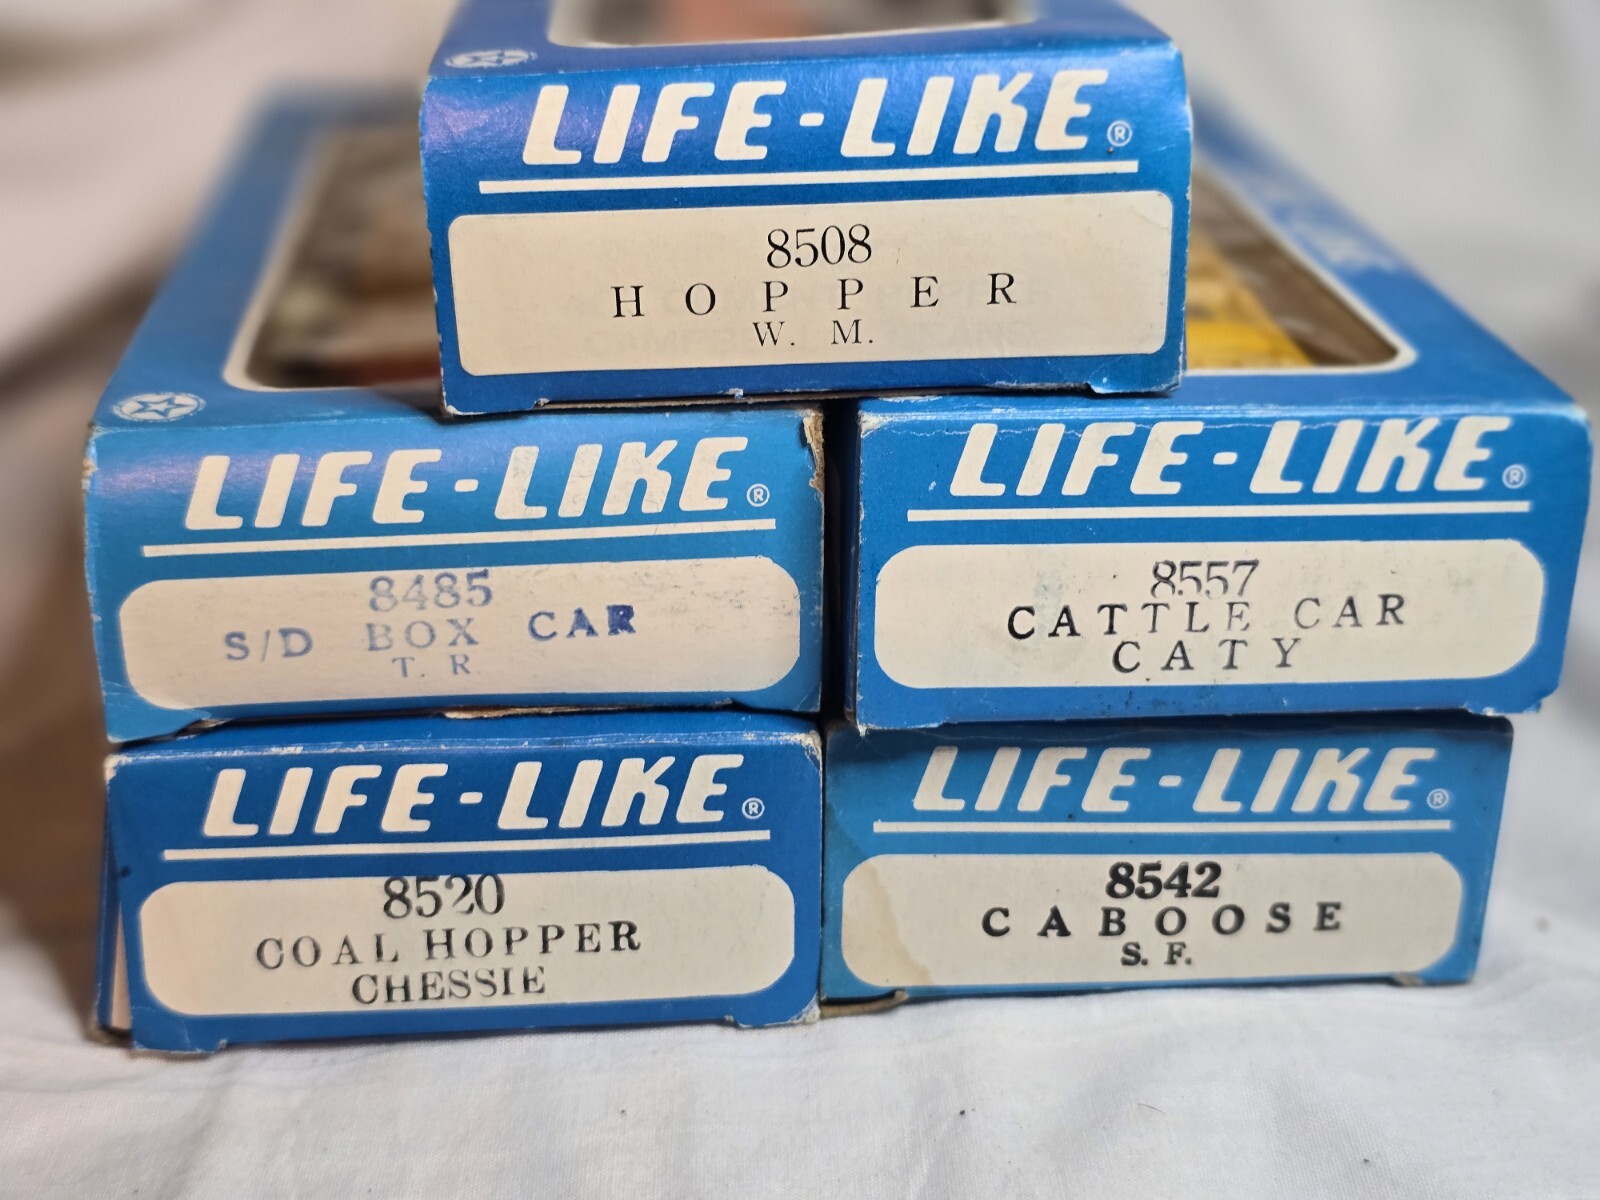 LIFE-LIKE®
8508
HOPPER
W. M.
LIFE-LIKE®
8485
S/D BOX CAR
T. R.
LIFE-LIKE®
8557
CATTLE CAR
CATY
LIFE-LIKE®
8520
COAL HOPPER
CHESSIE
LIFE-LIKE®
8542
CABOOSE
S. F.